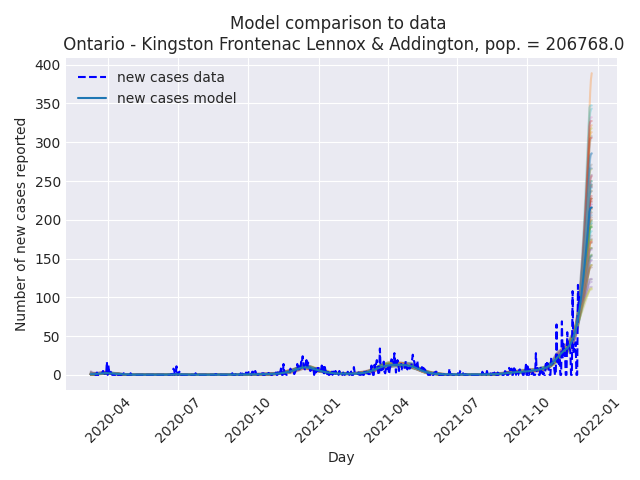 Model comparison to data
Ontario - Kingston Frontenac Lennox & Addington, pop. = 206768.0
400
350
300
250
200
150
100
50
0
Number of new cases reported
new cases data
new cases model
2020-04
2020-07
2020-10
2021-01
2021-04
2021-07
2021-10
2022-01
Day